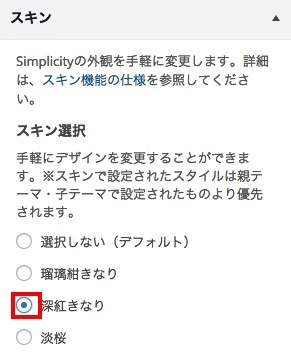 スキン
Simplicityの外観を手軽に変更します。詳細
は、スキン機能の仕様を参照してくださ
い。
スキン選択
手軽にデザインを変更することができま
す。※スキンで設定されたスタイルは親テ
ーマ・子テーマで設定されたものより優先
されます。
選択しない（デフォルト）
瑠璃紺きなり
深紅きなり
淡桜